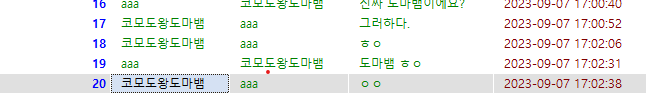 16 aaa 코모도왕도마뱀 진짜 도마뱀이에요? 2023-09-07 17:00:40
17 코모도왕도마뱀 aaa 그러하다. 2023-09-07 17:00:52
18 코모도왕도마뱀 aaa ㅎㅇ 2023-09-07 17:02:06
19 aaa 코모도왕도마뱀 도마뱀 ㅎㅇ 2023-09-07 17:02:31
20 코모도왕도마뱀 aaa ㅇㅇ 2023-09-07 17:02:38